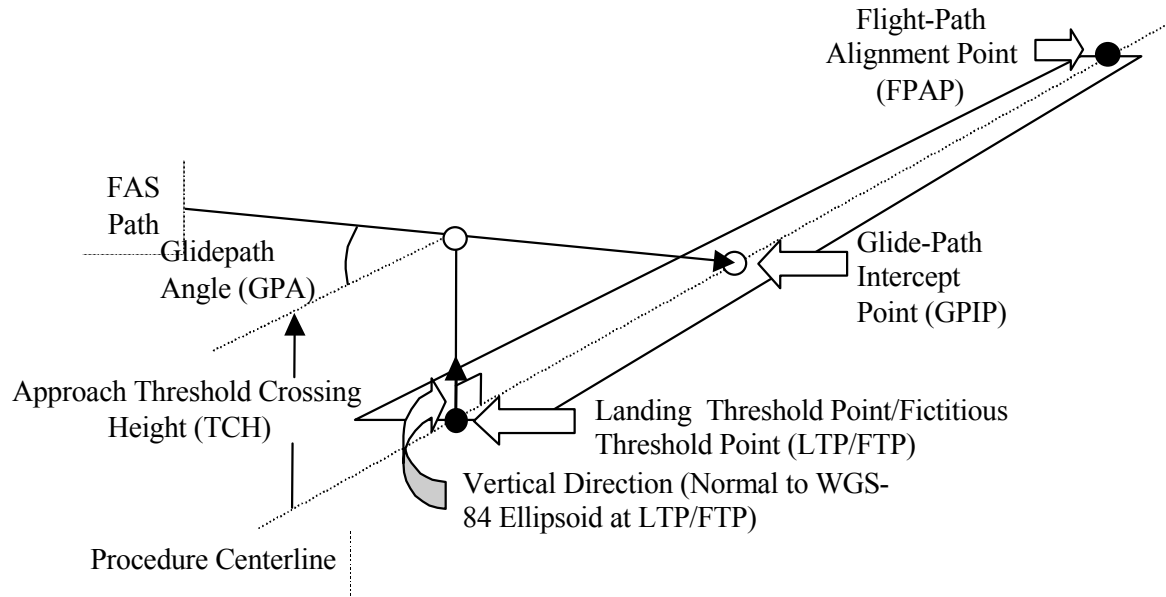 Flight-Path
Alignment Point
(FPAP)
FAS
Path
Glidepath
Angle (GPA)
Glide-Path
Intercept
Point (GPIP)
Approach Threshold Crossing
Height (TCH)
Landing Threshold Point/Fictitious
Threshold Point (LTP/FTP)
Vertical Direction (Normal to WGS-
84 Ellipsoid at LTP/FTP)
Procedure Centerline